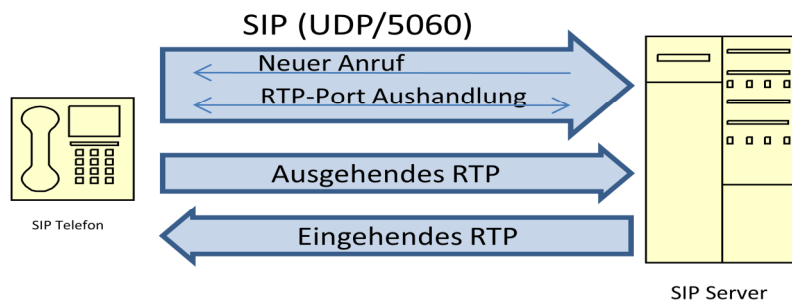 SIP (UDP/5060)
Neuer Anruf
RTP-Port Aushandlung
Ausgehendes RTP
SIP Telefon
Eingehendes RTP
SIP Server